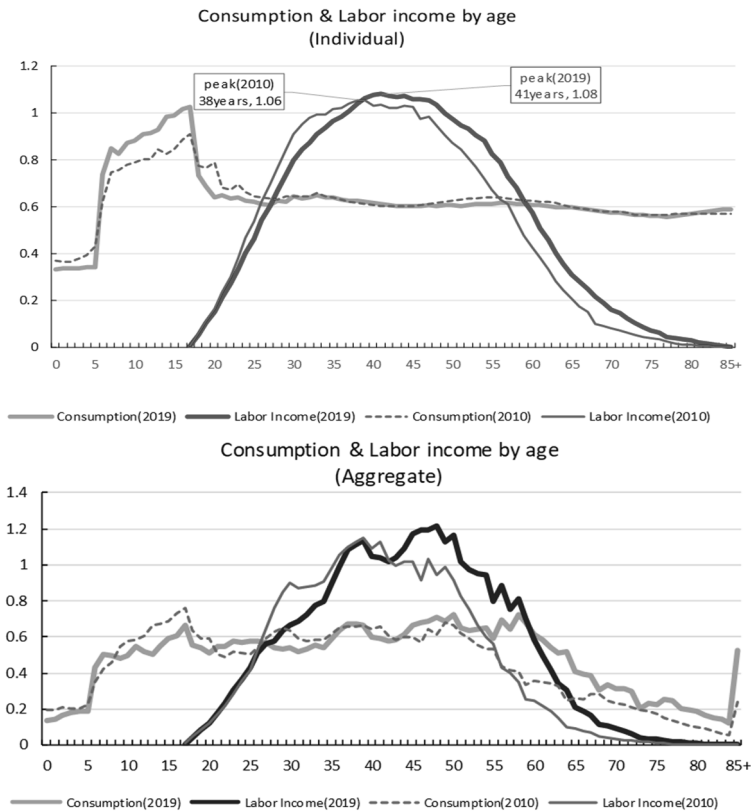 Consumption & Labor income by age
(Individual)
1.2
1
0.8
0.6
0.4
0.2
0
peak(2010)
38years, 1.06
peak(2019)
41years, 1.08
0 5 10 15 20 25 30 35 40 45 50 55 60 65 70 75 80 85+
Consumption(2019) Labor Income(2019) Consumption(2010) Labor Income(2010)
Consumption & Labor income by age
(Aggregate)
1.4
1.2
1
0.8
0.6
0.4
0.2
0
0 5 10 15 20 25 30 35 40 45 50 55 60 65 70 75 80 85+
Consumption(2019) Labor Income(2019) Consumption(2010) Labor Income(2010)